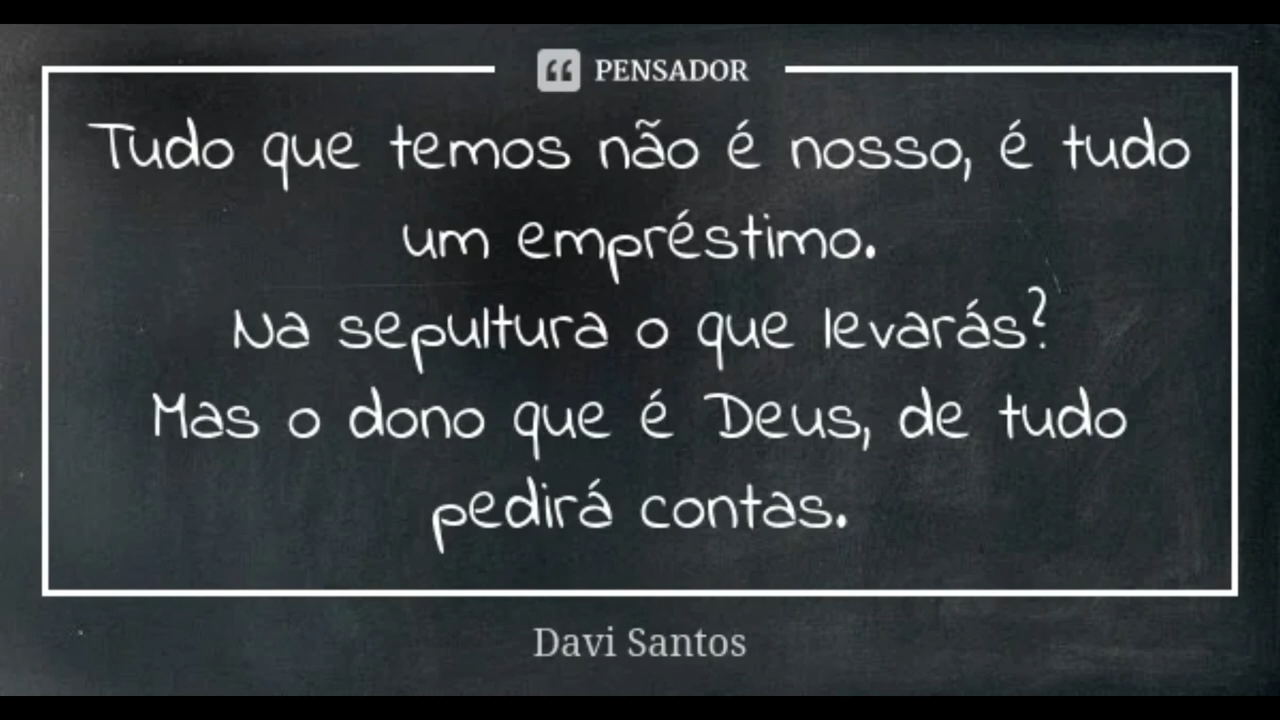 PENSADOR
Tudo que temos não é nosso, é tudo
um empréstimo.
Na sepultura o que levarás?
Mas o dono que é Deus, de tudo
pedirá contas.
Davi Santos